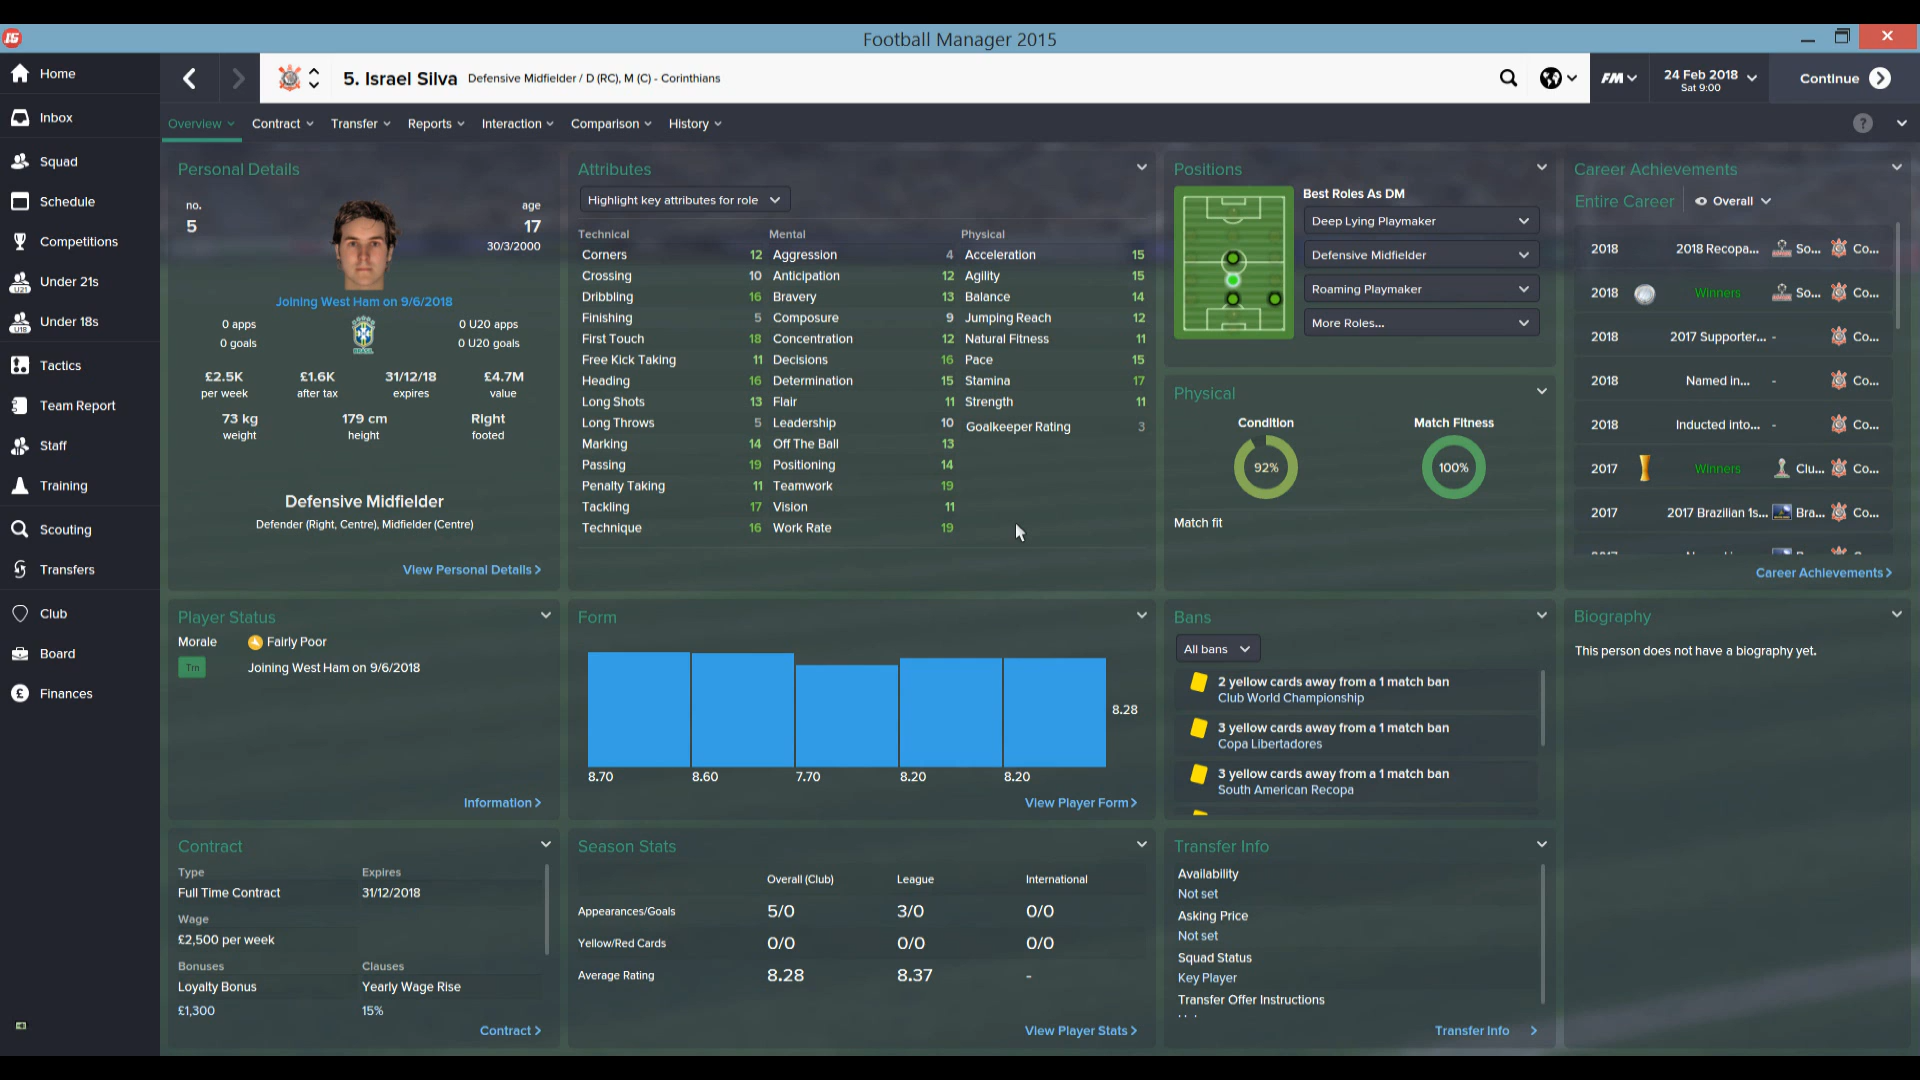 Football Manager 2015
Home
Inbox
Squad
Schedule
Competitions
Under 21s
Under 18s
Tactics
Team Report
Staff
Training
Scouting
Transfers
Club
Board
Finances
5. Israel Silva
Defensive Midfielder / D (RC), M (C) - Corinthians
FM
24 Feb 2018
Sat 9:00
Continue
Overview
Contract
Transfer
Reports
Interaction
Comparison
History
?
Personal Details
no.
5
age
17
30/3/2000
Joining West Ham on 9/6/2018
0 apps
0 goals
BRASIL
0 U20 apps
0 U20 goals
£2.5K
per week
£1.6K
after tax
31/12/18
expires
£4.7M
value
73 kg
weight
179 cm
height
Right
footed
Defensive Midfielder
Defender (Right, Centre), Midfielder (Centre)
View Personal Details >
Attributes
Highlight key attributes for role
Technical
Corners 12
Crossing 10
Dribbling 16
Finishing 5
First Touch 18
Free Kick Taking 11
Heading 16
Long Shots 13
Long Throws 5
Marking 14
Passing 19
Penalty Taking 11
Tackling 17
Technique 16
Mental
Aggression 4
Anticipation 12
Bravery 13
Composure 9
Concentration 12
Decisions 16
Determination 15
Flair 11
Leadership 10
Off The Ball 13
Positioning 14
Teamwork 19
Vision 11
Work Rate 19
Physical
Acceleration 15
Agility 15
Balance 14
Jumping Reach 12
Natural Fitness 11
Pace 15
Stamina 17
Strength 11
Goalkeeper Rating 3
Positions
Best Roles As DM
Deep Lying Playmaker
Defensive Midfielder
Roaming Playmaker
More Roles...
Physical
Condition
92%
Match Fitness
100%
Match fit
Career Achievements
Entire Career
Overall
2018 2018 Recopa... So... Co...
2018 Winners So... Co...
2018 2017 Supporter... - Co...
2018 Named in... - Co...
2018 Inducted into... - Co...
2017 Winners Clu... Co...
2017 2017 Brazilian 1s... Bra... Co...
Career Achievements >
Player Status
Morale Fairly Poor
Trn Joining West Ham on 9/6/2018
Information >
Form
8.28
8.70 8.60 7.70 8.20 8.20
View Player Form >
Bans
All bans
2 yellow cards away from a 1 match ban
Club World Championship
3 yellow cards away from a 1 match ban
Copa Libertadores
3 yellow cards away from a 1 match ban
South American Recopa
Biography
This person does not have a biography yet.
Contract
Type
Full Time Contract
Expires
31/12/2018
Wage
£2,500 per week
Bonuses
Loyalty Bonus
£1,300
Clauses
Yearly Wage Rise
15%
Contract >
Season Stats
Overall (Club) League International
Appearances/Goals 5/0 3/0 0/0
Yellow/Red Cards 0/0 0/0 0/0
Average Rating 8.28 8.37 -
View Player Stats >
Transfer Info
Availability
Not set
Asking Price
Not set
Squad Status
Key Player
Transfer Offer Instructions
Transfer Info >